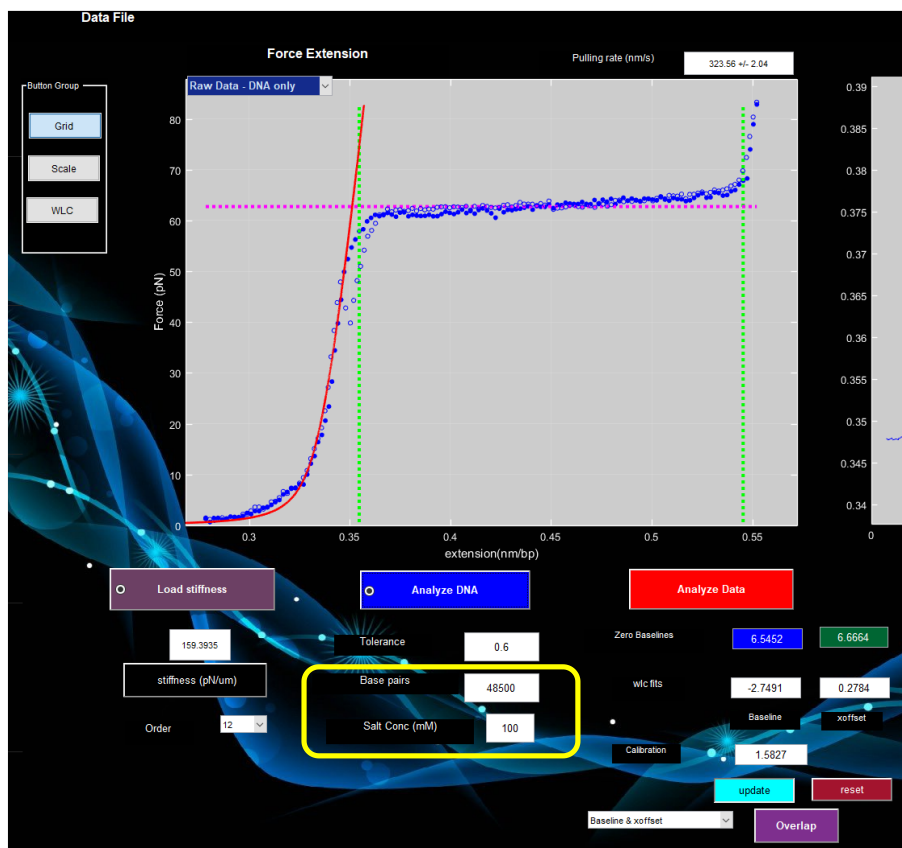 Data File
Force Extension
Pulling rate (nm/s)
323.56 +/- 2.04
Button Group
Grid
Scale
WLC
Raw Data - DNA only
Force (pN)
80
70
60
50
40
30
20
10
0
0.3
0.35
0.4
0.45
0.5
0.55
extension(nm/bp)
0.39
0.385
0.38
0.375
0.37
0.365
0.36
0.355
0.35
0.345
0.34
0
Load stiffness
Analyze DNA
Analyze Data
159.3935
stiffness (pN/um)
Order
12
Tolerance
0.6
Base pairs
48500
Salt Conc (mM)
100
Zero Baselines
6.5452
6.6664
wlc fits
-2.7491
0.2784
Baseline
xoffset
Calibration
1.5827
update
reset
Baseline & xoffset
Overlap